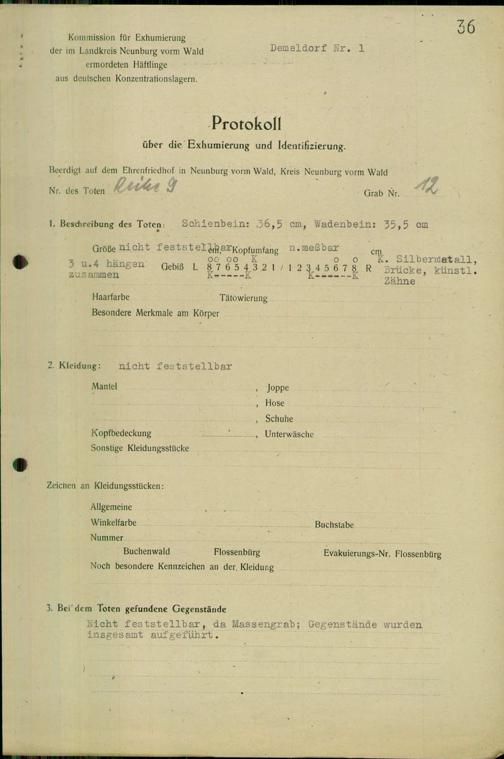 36
Kommission für Exhumierung
der im Landkreis Neunburg vorm Wald
ermordeten Häftlinge
aus deutschen Konzentrationslagern.
Demeldorf Nr. 1
Protokoll
über die Exhumierung und Identifizierung.
Beerdigt auf dem Ehrenfriedhof in Neunburg vorm Wald, Kreis Neunburg vorm Wald
Nr. des Toten Reihe 9 Grab Nr. 12
1. Beschreibung des Toten: Schienbein: 36,5 cm, Wadenbein: 35,5 cm
Größe nicht feststellbar cm, Kopfumfang n.meßbar cm
oo oo K o o K. Silbermetall,
3 u.4 hängen Gebiß L 8 7 6 5 4 3 2 1 / 1 2 3 4 5 6 7 8 R Brücke, künstl.
zusammen K-----K K------K Zähne
Haarfarbe Tätowierung
Besondere Merkmale am Körper
2. Kleidung: nicht feststellbar
Mantel , Joppe
, Hose
, Schuhe
Kopfbedeckung , Unterwäsche
Sonstige Kleidungsstücke
Zeichen an Kleidungsstücken:
Allgemeine
Winkelfarbe Buchstabe
Nummer
Buchenwald Flossenbürg Evakuierungs-Nr. Flossenbürg
Noch besondere Kennzeichen an der Kleidung
3. Bei dem Toten gefundene Gegenstände
Nicht feststellbar, da Massengrab; Gegenstände wurden
insgesamt aufgeführt.